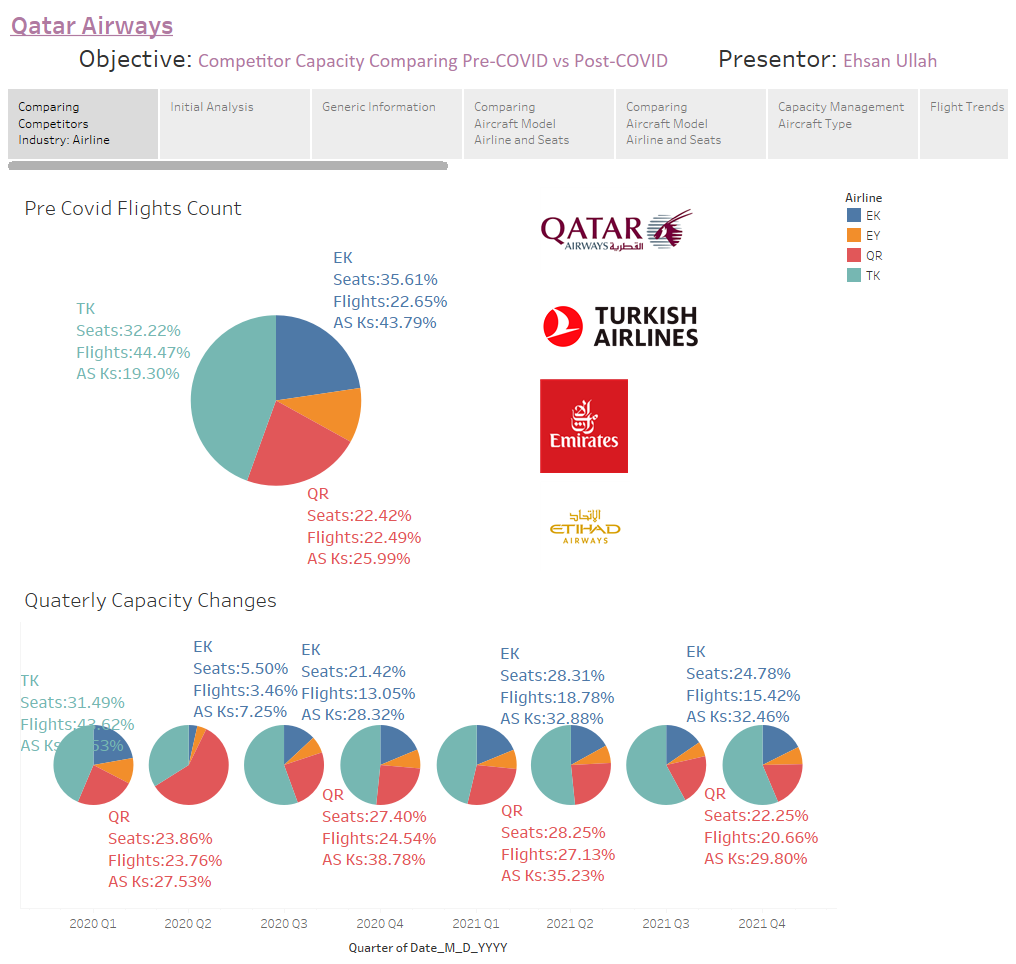 Qatar Airways
Objective: Competitor Capacity Comparing Pre-COVID vs Post-COVID
Presentor: Ehsan Ullah
Comparing
Competitors
Industry: Airline
Initial Analysis
Generic Information
Comparing
Aircraft Model
Airline and Seats
Comparing
Aircraft Model
Airline and Seats
Capacity Management
Aircraft Type
Flight Trends
Pre Covid Flights Count
EK
Seats:35.61%
Flights:22.65%
AS Ks:43.79%
TK
Seats:32.22%
Flights:44.47%
AS Ks:19.30%
QR
Seats:22.42%
Flights:22.49%
AS Ks:25.99%
QATAR
AIRWAYS القطرية
TURKISH
AIRLINES
Emirates
الإتحاد
ETIHAD
AIRWAYS
Airline
EK
EY
QR
TK
Quaterly Capacity Changes
TK
Seats:31.49%
Flights:43.62%
AS
EK
Seats:5.50%
Flights:3.46%
AS Ks:7.25%
EK
Seats:21.42%
Flights:13.05%
AS Ks:28.32%
EK
Seats:28.31%
Flights:18.78%
AS Ks:32.88%
EK
Seats:24.78%
Flights:15.42%
AS Ks:32.46%
QR
Seats:23.86%
Flights:23.76%
AS Ks:27.53%
QR
Seats:27.40%
Flights:24.54%
AS Ks:38.78%
QR
Seats:28.25%
Flights:27.13%
AS Ks:35.23%
QR
Seats:22.25%
Flights:20.66%
AS Ks:29.80%
2020 Q1
2020 Q2
2020 Q3
2020 Q4
2021 Q1
2021 Q2
2021 Q3
2021 Q4
Quarter of Date_M_D_YYYY